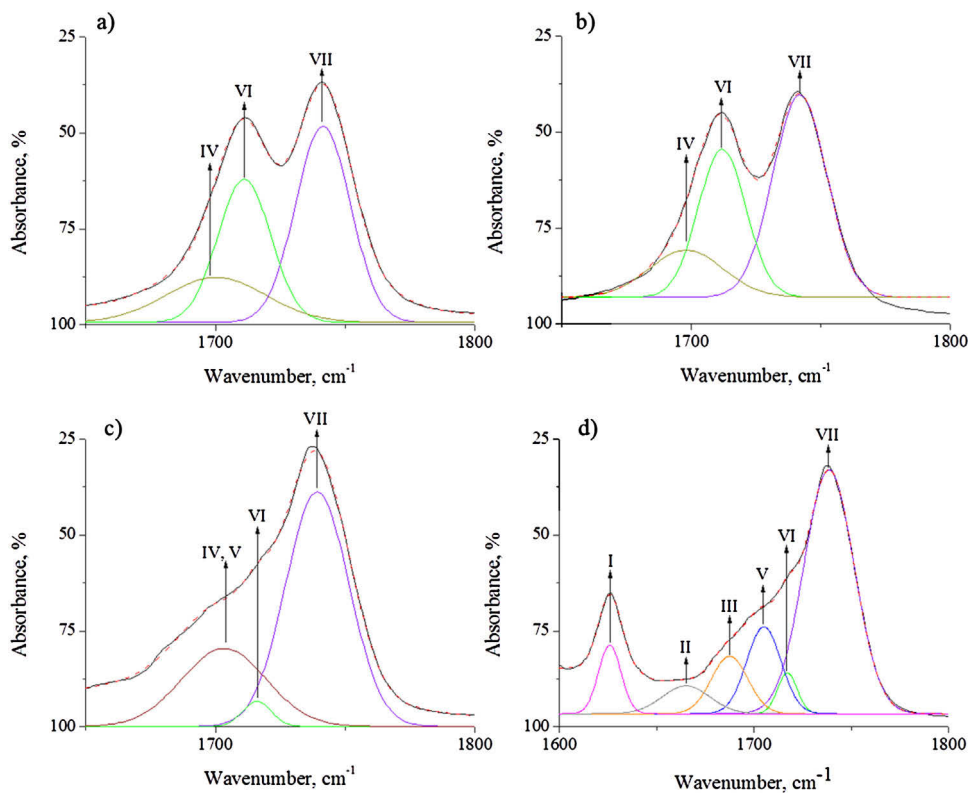 a)
25
50
75
100
Absorbance, %
IV
VI
VII
1700
1800
Wavenumber, cm-1
b)
25
50
75
100
Absorbance, %
IV
VI
VII
1700
1800
Wavenumber, cm-1
c)
25
50
75
100
Absorbance, %
IV, V
VI
VII
1700
1800
Wavenumber, cm-1
d)
25
50
75
100
Absorbance, %
I
II
III
V
VI
VII
1600
1700
1800
Wavenumber, cm-1